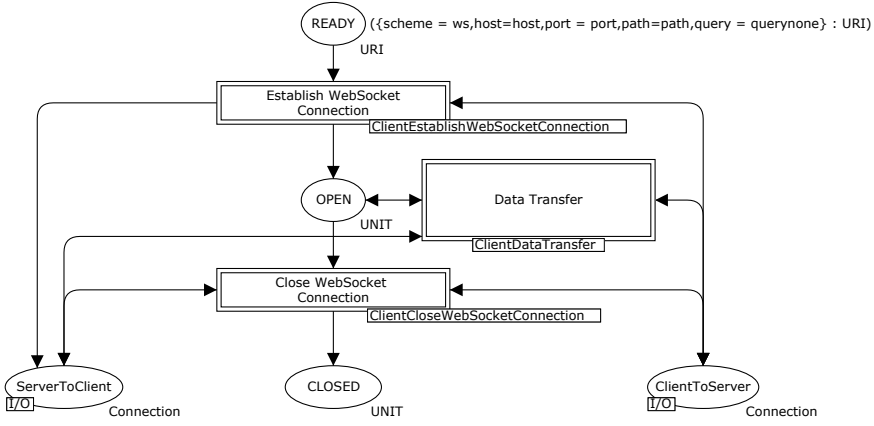 READY
({scheme = ws,host=host,port = port,path=path,query = querynone} : URI)
URI
Establish WebSocket
Connection
ClientEstablishWebSocketConnection
OPEN
UNIT
Data Transfer
ClientDataTransfer
Close WebSocket
Connection
ClientCloseWebSocketConnection
ServerToClient
I/O
Connection
CLOSED
UNIT
ClientToServer
I/O
Connection